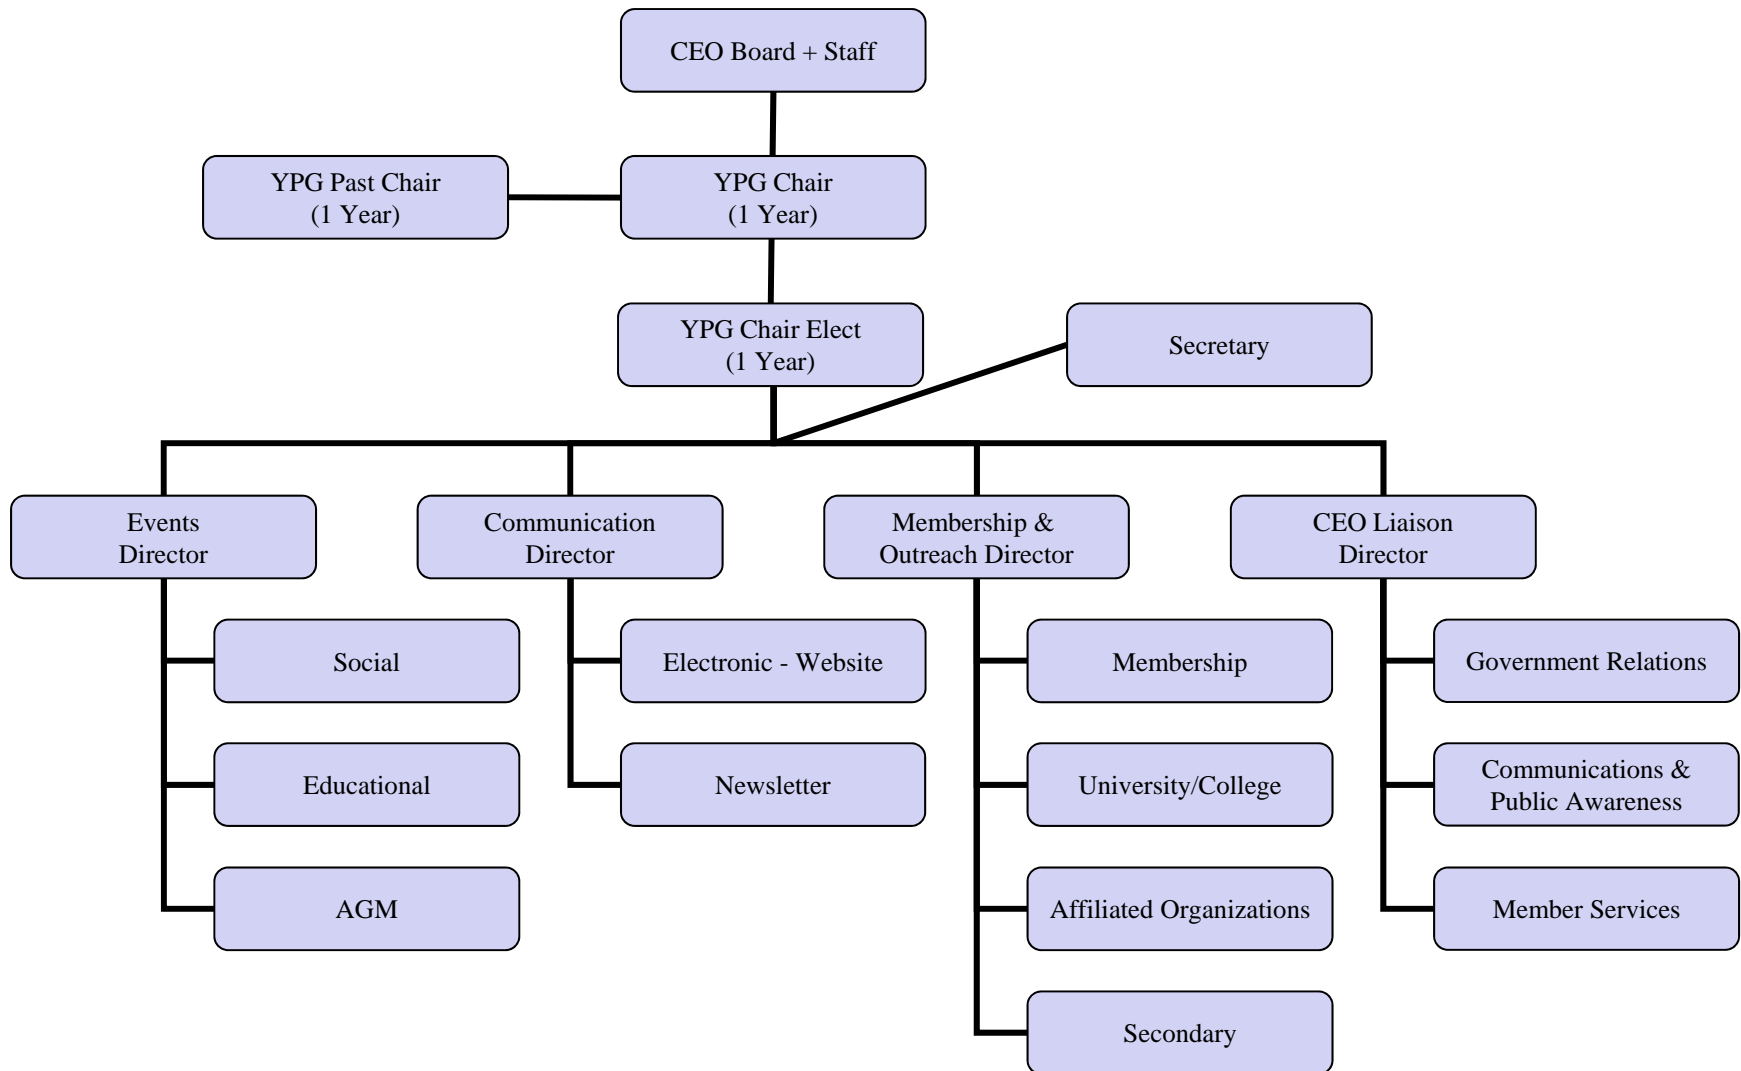 CEO Board + Staff
YPG Past Chair
(1 Year)
YPG Chair
(1 Year)
YPG Chair Elect
(1 Year)
Secretary
Events
Director
Communication
Director
Membership &
Outreach Director
CEO Liaison
Director
Social
Electronic - Website
Membership
Government Relations
Educational
Newsletter
University/College
Communications &
Public Awareness
AGM
Affiliated Organizations
Member Services
Secondary